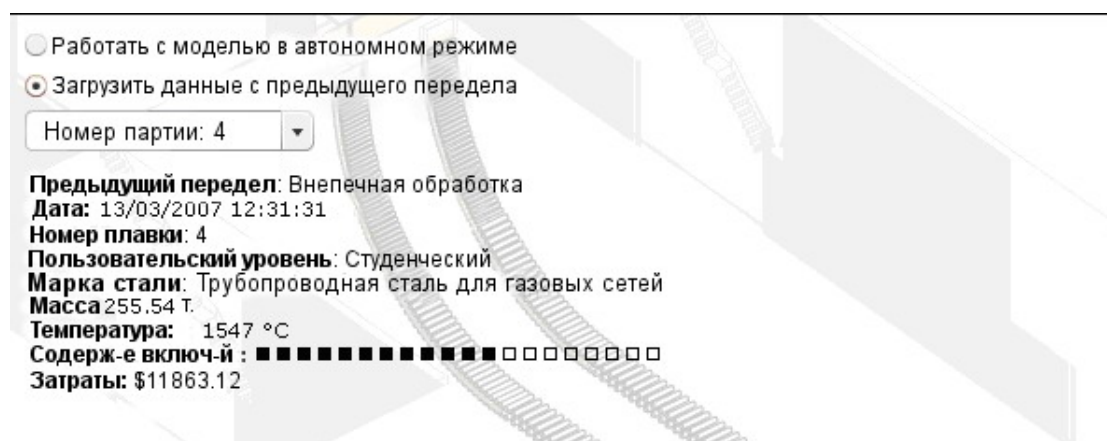 Работать с моделью в автономном режиме
Загрузить данные с предыдущего передела
Номер партии: 4
Предыдущий передел: Внепечная обработка
Дата: 13/03/2007 12:31:31
Номер плавки: 4
Пользовательский уровень: Студенческий
Марка стали: Трубопроводная сталь для газовых сетей
Масса 255.54 т.
Температура: 1547 °C
Содерж-е включ-й : ■■■■■■■■■■■■□□□□□□□□
Затраты: $11863.12